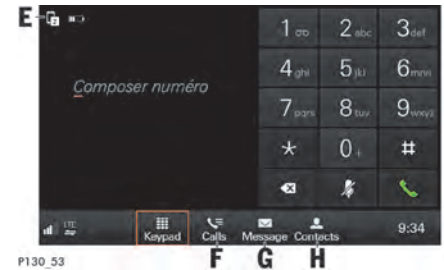 E
2
1 2 abc 3 def
Composer numéro
4 ghi 5 jkl 6 mno
7 pqrs 8 tuv 9 wxyz
* 0 + #
LTE
Keypad Calls Message Contacts 9:34
F G H
P130_53